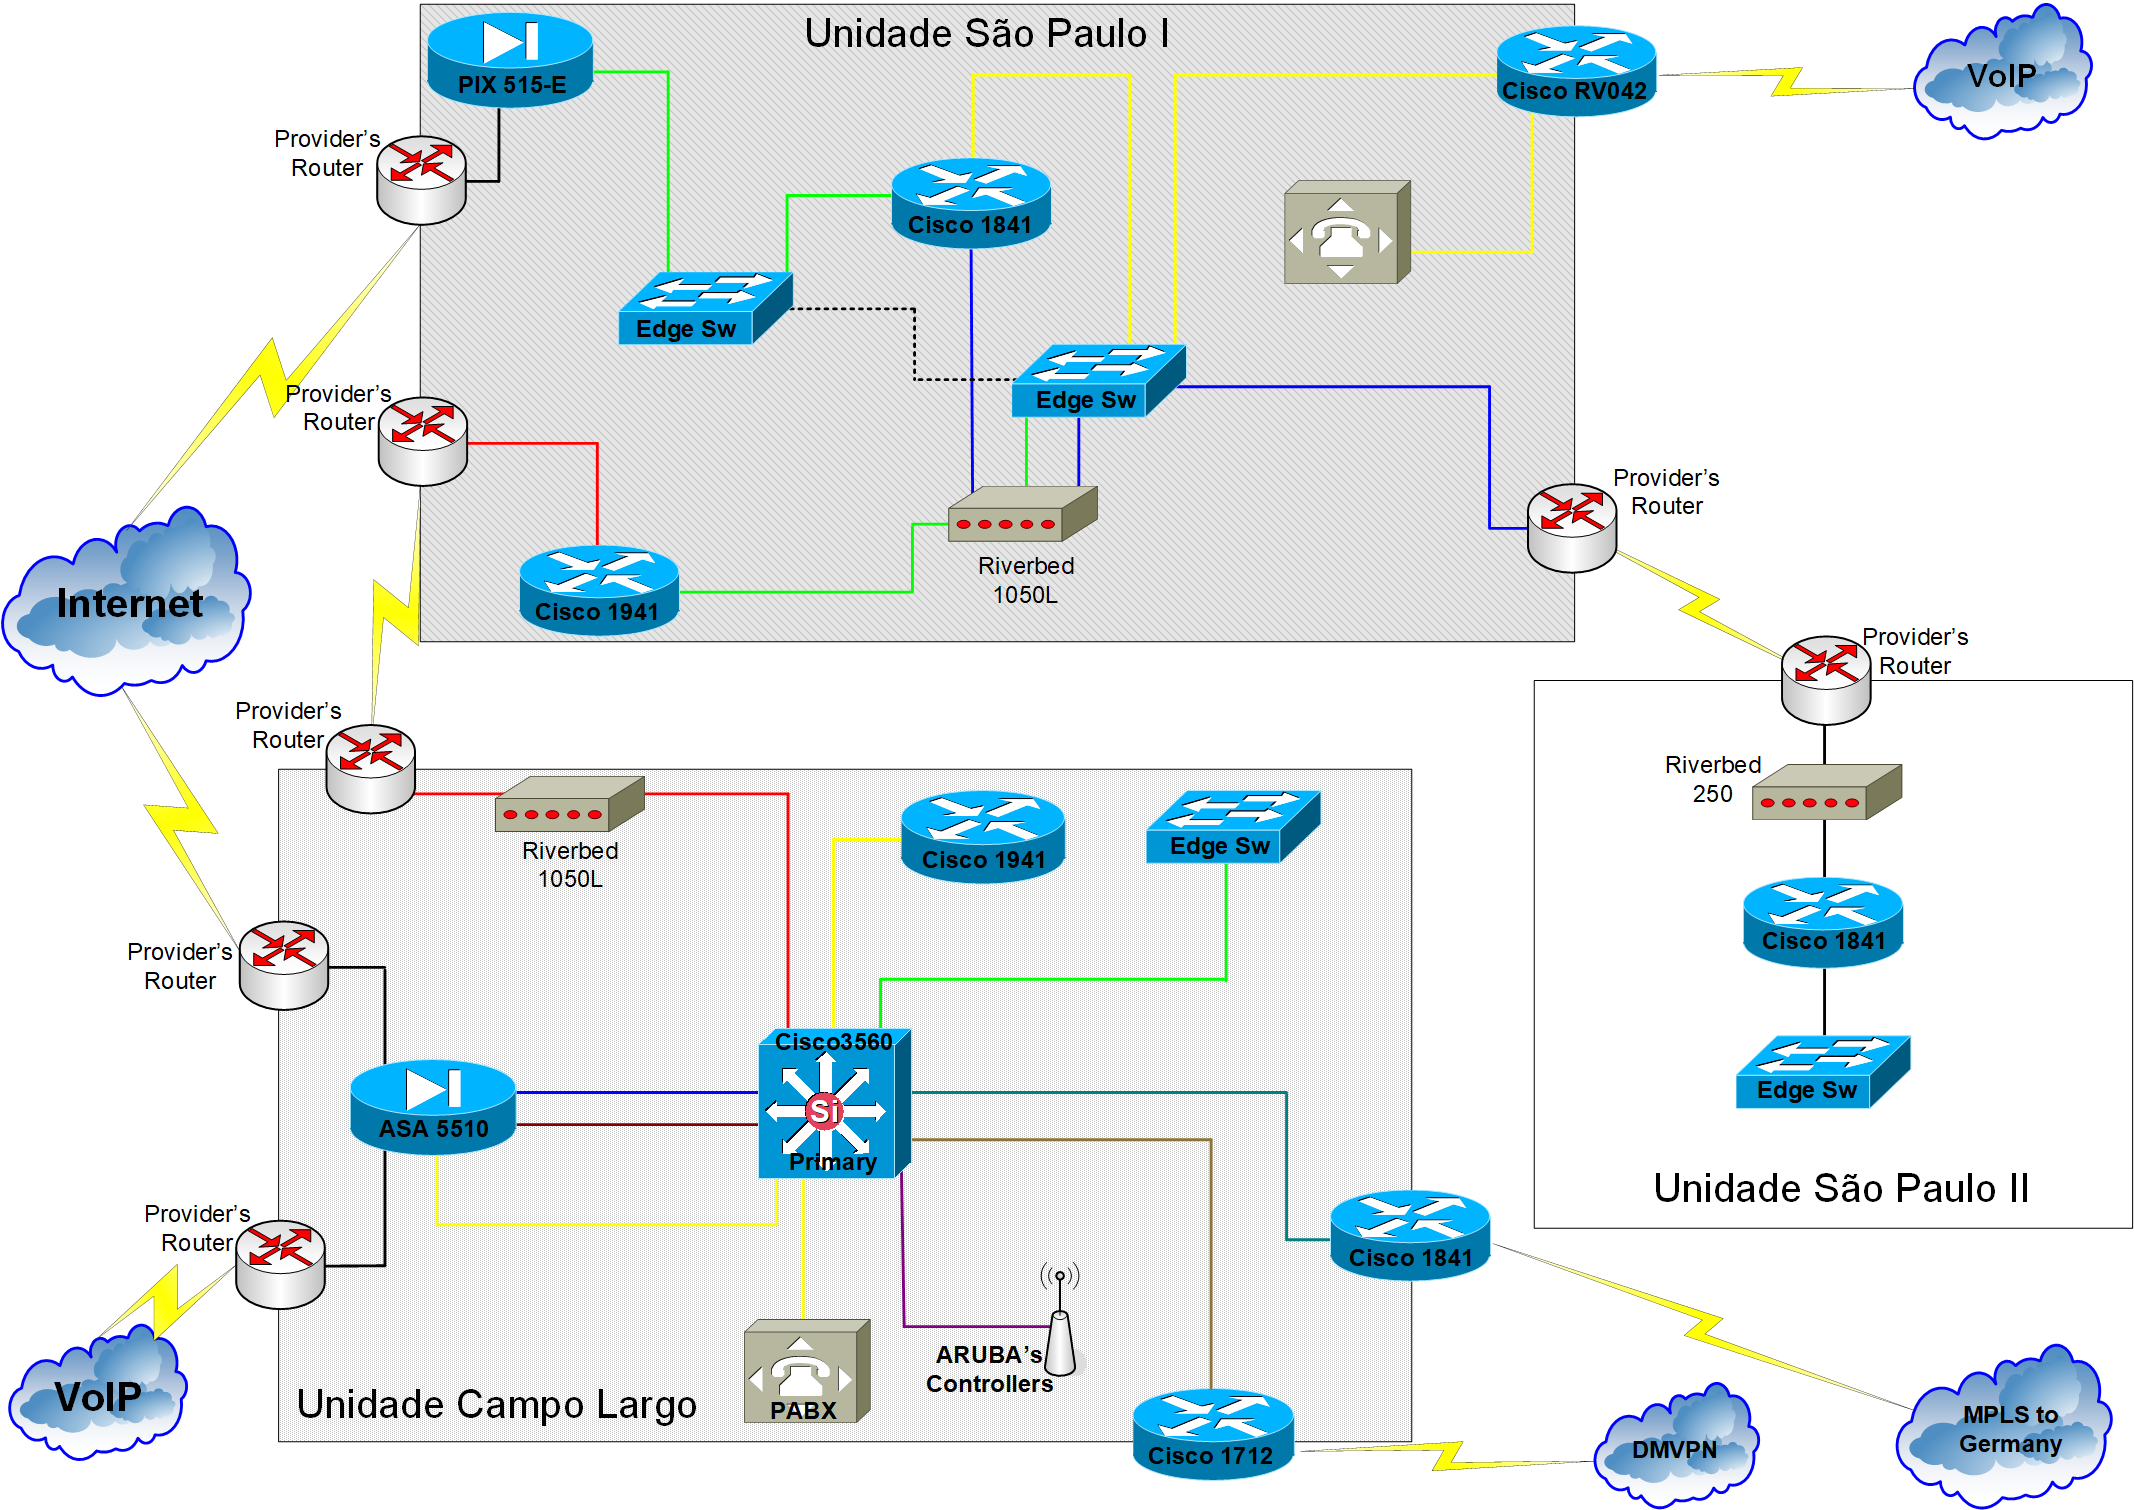 Unidade São Paulo I
PIX 515-E
Cisco RV042
VoIP
Provider's
Router
Cisco 1841
Edge Sw
Provider's
Router
Edge Sw
Provider's
Router
Riverbed
1050L
Internet
Cisco 1941
Provider's
Router
Provider's
Router
Riverbed
250
Riverbed
1050L
Cisco 1941
Edge Sw
Cisco 1841
Provider's
Router
Cisco3560
Si
Primary
ASA 5510
Edge Sw
Unidade São Paulo II
Provider's
Router
Cisco 1841
ARUBA's
Controllers
VoIP
Unidade Campo Largo
PABX
Cisco 1712
DMVPN
MPLS to
Germany